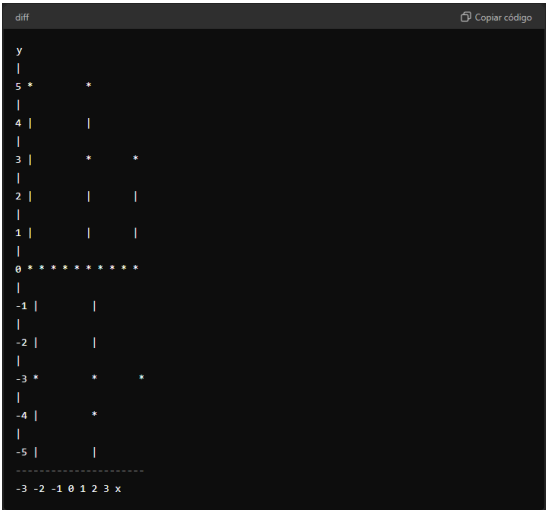 diff Copiar código
y
|
5 *         *
|
4 |         |
|
3 |         *       *
|
2 |         |       |
|
1 |         |       |
|
0 * * * * * * * * * *
|
-1 |         |
|
-2 |         |
|
-3 *         *       *
|
-4 |         *
|
-5 |         |
----------------------
-3 -2 -1 0 1 2 3 x